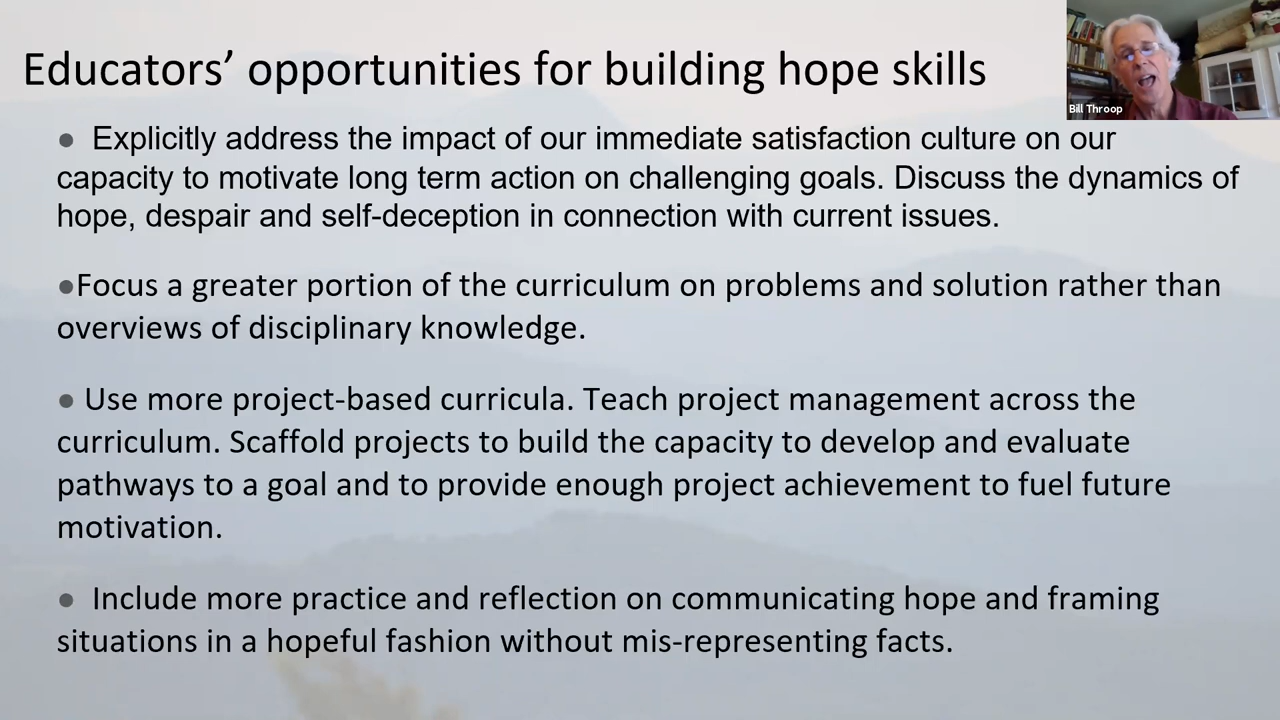 Educators’ opportunities for building hope skills
Bill Throop
● Explicitly address the impact of our immediate satisfaction culture on our
capacity to motivate long term action on challenging goals. Discuss the dynamics of
hope, despair and self-deception in connection with current issues.
●Focus a greater portion of the curriculum on problems and solution rather than
overviews of disciplinary knowledge.
● Use more project-based curricula. Teach project management across the
curriculum. Scaffold projects to build the capacity to develop and evaluate
pathways to a goal and to provide enough project achievement to fuel future
motivation.
● Include more practice and reflection on communicating hope and framing
situations in a hopeful fashion without mis-representing facts.